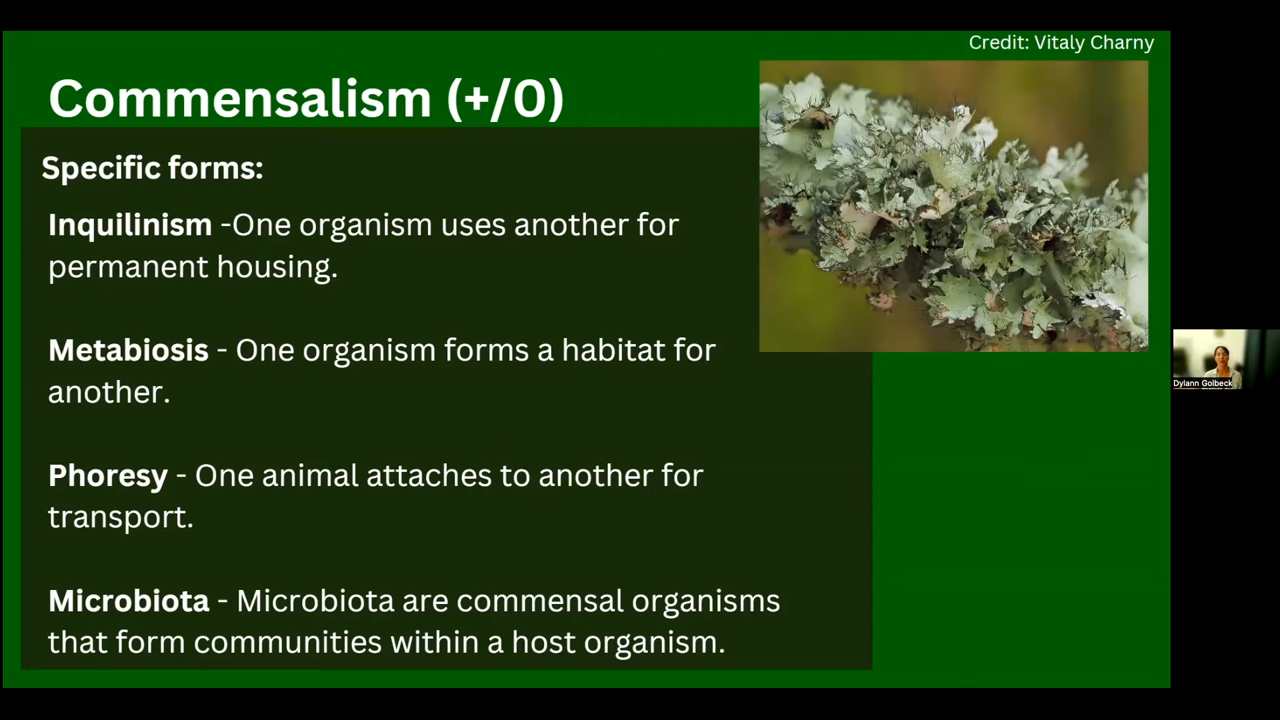 Credit: Vitaly Charny
Commensalism (+/0)
Specific forms:
Inquilinism -One organism uses another for
permanent housing.
Metabiosis - One organism forms a habitat for
another.
Phoresy - One animal attaches to another for
transport.
Microbiota - Microbiota are commensal organisms
that form communities within a host organism.
Dylann Golbeck